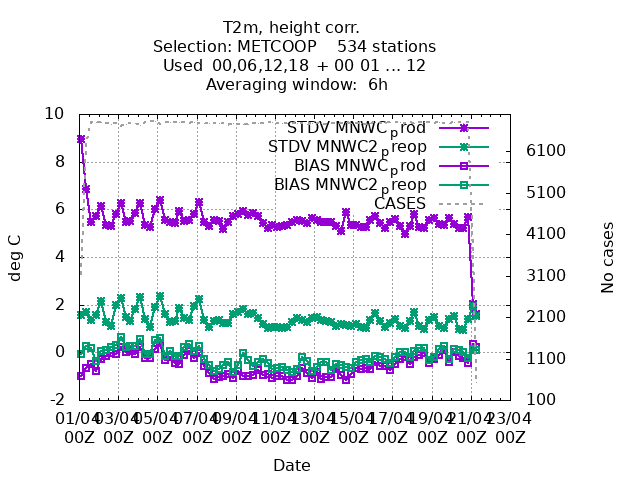 T2m, height corr.
Selection: METCOOP    534 stations
Used  00,06,12,18 + 00 01 ... 12
Averaging window:  6h
10
8
6
4
2
0
-2
deg C
STDV MNWCprod
STDV MNWC2preop
BIAS MNWCprod
BIAS MNWC2preop
CASES
6100
5100
4100
3100
2100
1100
100
No cases
01/04 03/04 05/04 07/04 09/04 11/04 13/04 15/04 17/04 19/04 21/04 23/04
00Z 00Z 00Z 00Z 00Z 00Z 00Z 00Z 00Z 00Z 00Z 00Z
Date